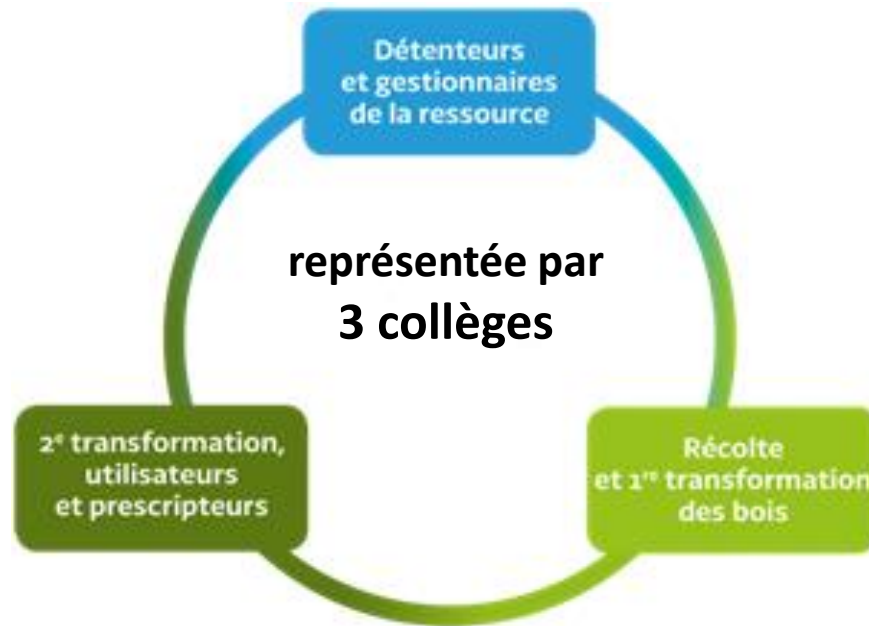 Détenteurs
et gestionnaires
de la ressource
représentée par
3 collèges
2e transformation,
utilisateurs
et prescripteurs
Récolte
et 1re transformation
des bois